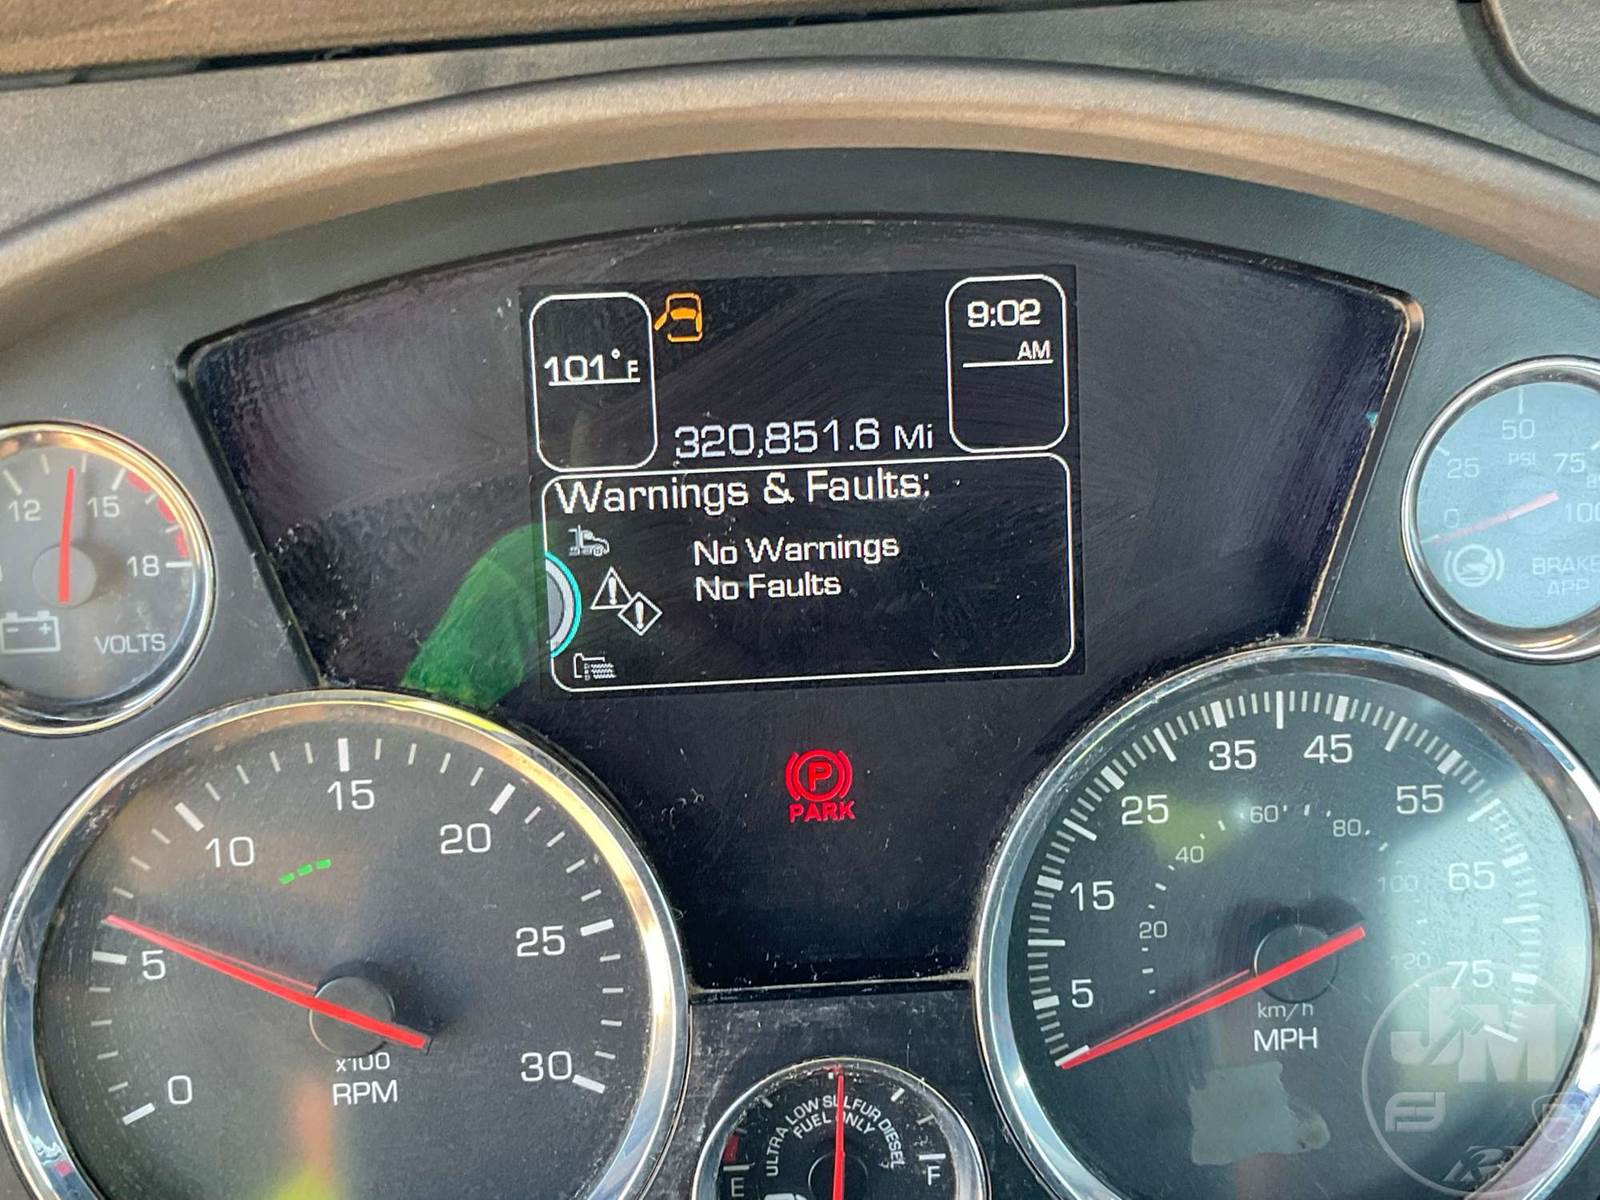 101°F
9:02
AM
320,851.6 Mi
Warnings & Faults:
No Warnings
No Faults
12 15 18
VOLTS
0 25 50 75 100
PSI
BRAKE
APP
P
PARK
0 5 10 15 20 25 30
x100
RPM
5 15 25 35 45 55 65 75
20 40 60 80 100 120
km/h
MPH
ULTRA LOW SULFUR DIESEL
FUEL ONLY
E F
JM